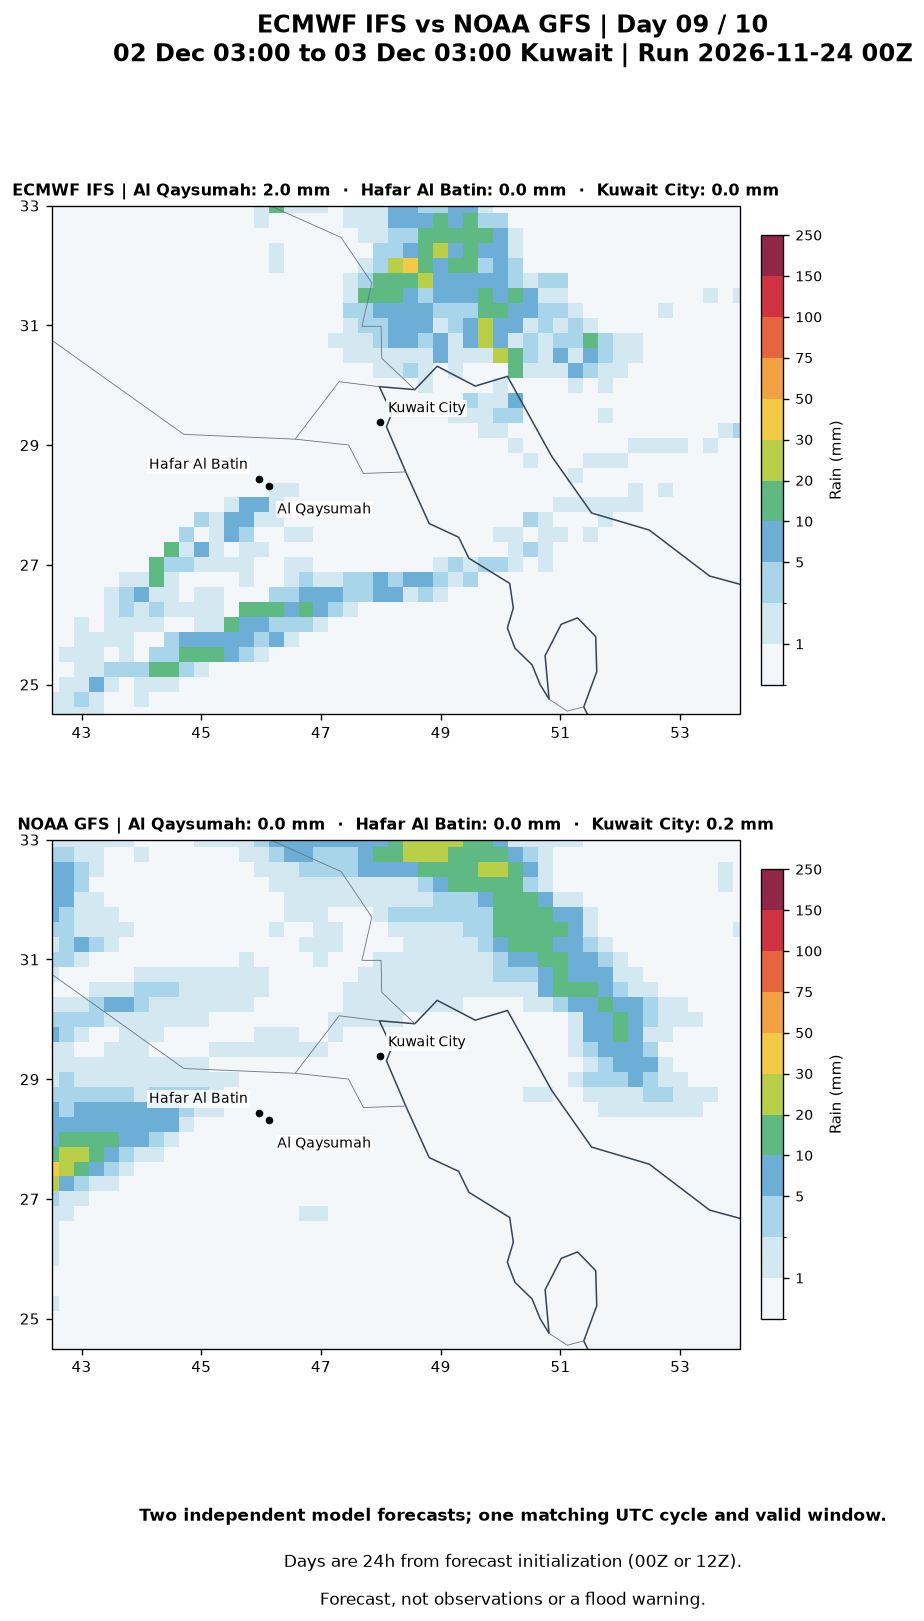 ECMWF IFS vs NOAA GFS | Day 09 / 10
02 Dec 03:00 to 03 Dec 03:00 Kuwait | Run 2026-11-24 00Z
ECMWF IFS | Al Qaysumah: 2.0 mm · Hafar Al Batin: 0.0 mm · Kuwait City: 0.0 mm
33
31
29
27
25
43
45
47
49
51
53
Kuwait City
Hafar Al Batin
Al Qaysumah
250
150
100
75
50
30
20
10
5
1
Rain (mm)
NOAA GFS | Al Qaysumah: 0.0 mm · Hafar Al Batin: 0.0 mm · Kuwait City: 0.2 mm
33
31
29
27
25
43
45
47
49
51
53
Kuwait City
Hafar Al Batin
Al Qaysumah
250
150
100
75
50
30
20
10
5
1
Rain (mm)
Two independent model forecasts; one matching UTC cycle and valid window.
Days are 24h from forecast initialization (00Z or 12Z).
Forecast, not observations or a flood warning.